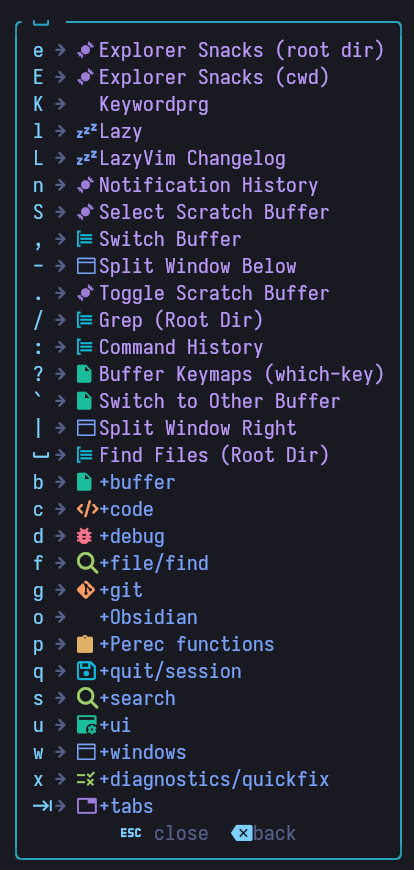 e → Explorer Snacks (root dir)
E → Explorer Snacks (cwd)
K → Keywordprg
l → Lazy
L → LazyVim Changelog
n → Notification History
S → Select Scratch Buffer
, → Switch Buffer
- → Split Window Below
. → Toggle Scratch Buffer
/ → Grep (Root Dir)
: → Command History
? → Buffer Keymaps (which-key)
` → Switch to Other Buffer
| → Split Window Right
␣ → Find Files (Root Dir)
b → +buffer
c → +code
d → +debug
f → +file/find
g → +git
o → +Obsidian
p → +Perec functions
q → +quit/session
s → +search
u → +ui
w → +windows
x → +diagnostics/quickfix
⇥ → +tabs
ESC close ⌫ back